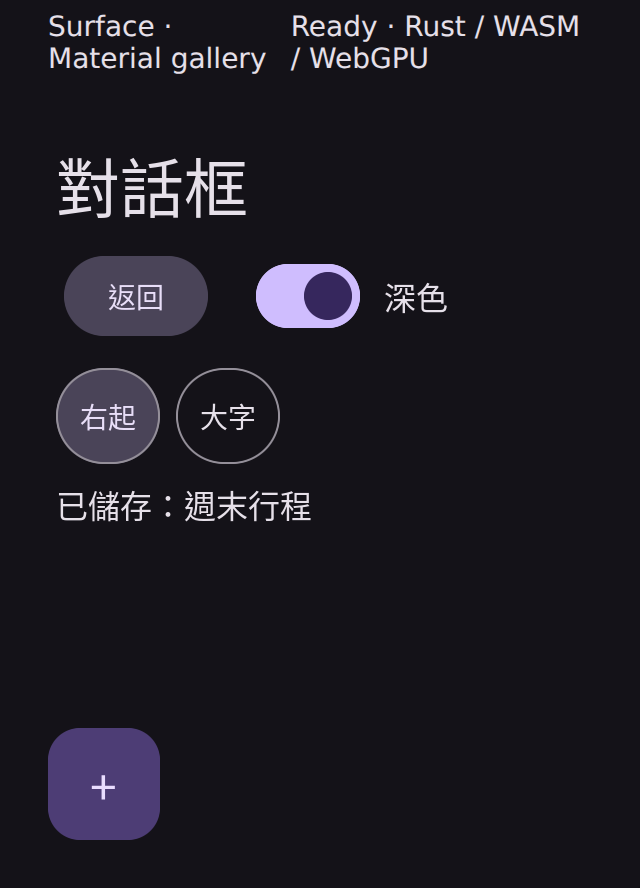 Surface ·
Material gallery
Ready · Rust / WASM
/ WebGPU
對話框
返回
深色
右起
大字
已儲存：週末行程
+